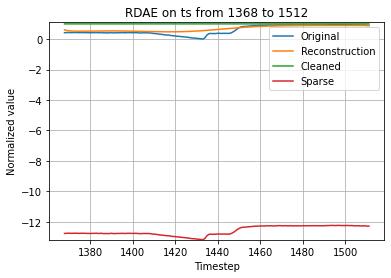 RDAE on ts from 1368 to 1512
Normalized value
0
−2
−4
−6
−8
−10
−12
Original
Reconstruction
Cleaned
Sparse
1380 1400 1420 1440 1460 1480 1500
Timestep